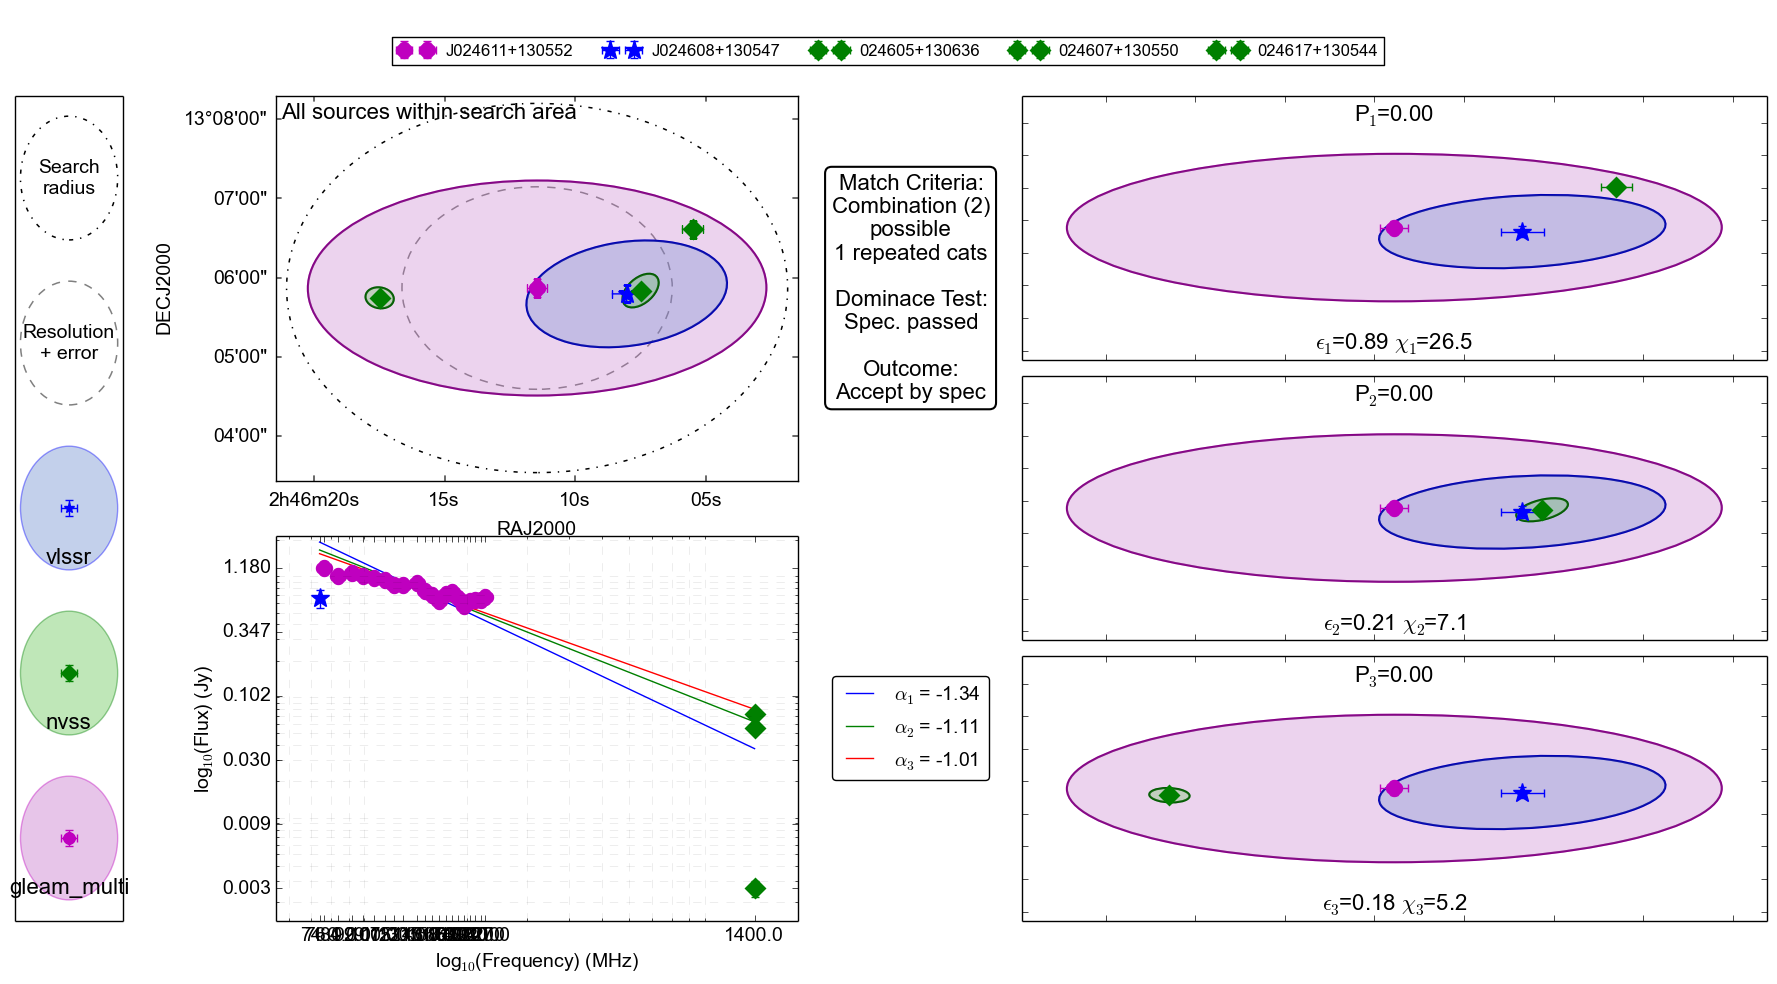 J024611+130552 J024608+130547 024605+130636 024607+130550 024617+130544
Search
radius
Resolution
+ error
vlssr
nvss
gleam_multi
All sources within search area
13°08'00"
07'00"
06'00"
05'00"
04'00"
DECJ2000
2h46m20s 15s 10s 05s
RAJ2000
Match Criteria:
Combination (2)
possible
1 repeated cats
Dominace Test:
Spec. passed
Outcome:
Accept by spec
1.180
0.347
0.102
0.030
0.009
0.003
log₁₀(Flux) (Jy)
1400.0
log₁₀(Frequency) (MHz)
α₁ = -1.34
α₂ = -1.11
α₃ = -1.01
P₁=0.00
ϵ₁=0.89 χ₁=26.5
P₂=0.00
ϵ₂=0.21 χ₂=7.1
P₃=0.00
ϵ₃=0.18 χ₃=5.2